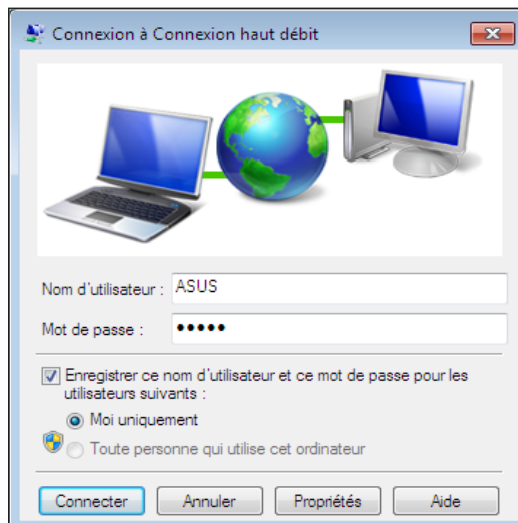 Connexion à Connexion haut débit
Nom d'utilisateur : ASUS
Mot de passe : •••••
Enregistrer ce nom d'utilisateur et ce mot de passe pour les
utilisateurs suivants :
Moi uniquement
Toute personne qui utilise cet ordinateur
Connecter Annuler Propriétés Aide